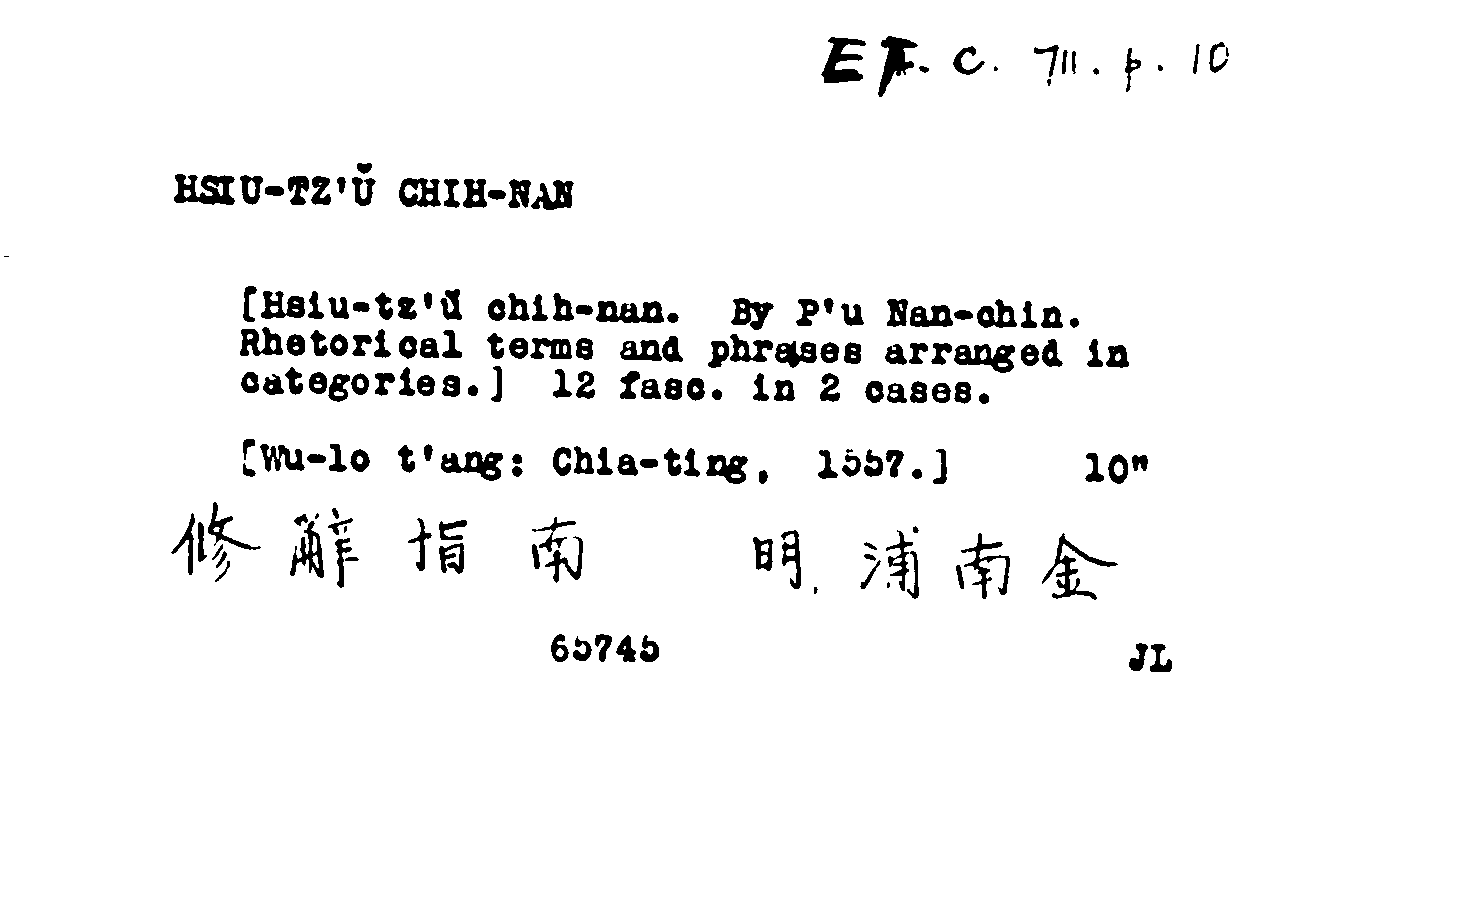 C. 711. p. 10
HSIU-TZ'Ŭ CHIH-NAN
[Hsiu-tz'ŭ chih-nan. By P'u Nan-chin.
Rhetorical terms and phrases arranged in
categories.] 12 fasc. in 2 cases.
[Wu-lo t'ang: Chia-ting, 1557.] 10"
修辭指南 明. 浦南金
65745 JL